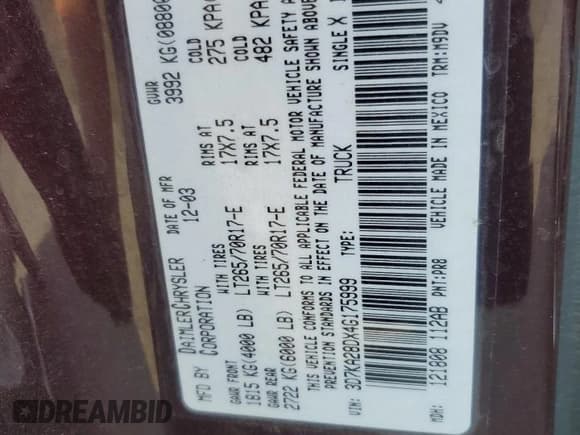 MFD BY DAIMLERCHRYSLER CORPORATION
DATE OF MFR 12-03
GVWR 3992 KG(08800
GAWR FRONT WITH TIRES RIMS AT COLD
1815 KG(4000 LB) LT265/70R17-E 17X7.5 275 KPA(
GAWR REAR WITH TIRES RIMS AT COLD
2722 KG(6000 LB) LT265/70R17-E 17X7.5 482 KPA
THIS VEHICLE CONFORMS TO ALL APPLICABLE FEDERAL MOTOR VEHICLE SAFETY A
STANDARDS IN EFFECT ON THE DATE OF MANUFACTURE SHOWN ABOVE
VIN: 3D7KA28DX4G175999 TYPE: TRUCK SINGLE X
MDH: 121808 112AB PNT:PR8 VEHICLE MADE IN MEXICO TRM:M9DV
DREAMBID